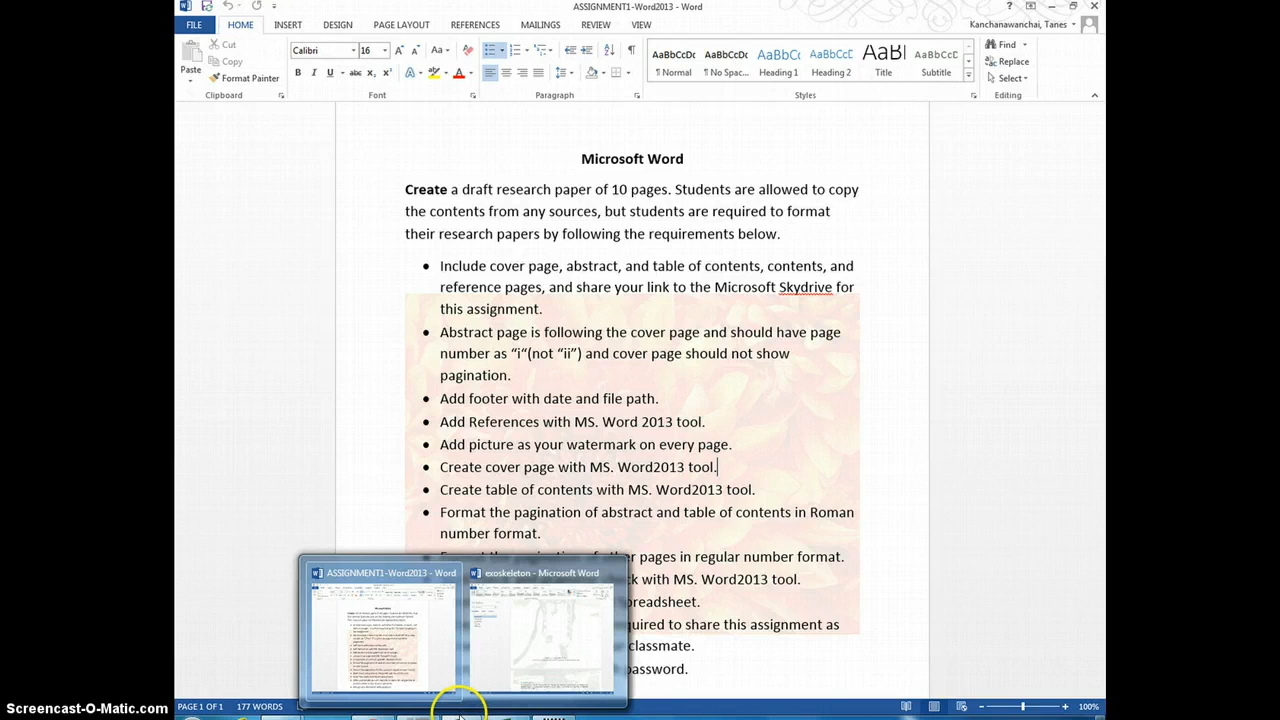 ASSIGNMENT1-Word2013 - Word
FILE HOME INSERT DESIGN PAGE LAYOUT REFERENCES MAILINGS REVIEW VIEW
Kanchanawanchai, Tanes
Paste
Cut
Copy
Format Painter
Calibri 16
AaBbCcDc AaBbCcDc AaBbCc AaBbCc AaBl AaBbCcD
¶ Normal ¶ No Spac... Heading 1 Heading 2 Title Subtitle
Find
Replace
Select
Clipboard Font Paragraph Styles Editing
Microsoft Word
Create a draft research paper of 10 pages. Students are allowed to copy
the contents from any sources, but students are required to format
their research papers by following the requirements below.
• Include cover page, abstract, and table of contents, contents, and
reference pages, and share your link to the Microsoft Skydrive for
this assignment.
• Abstract page is following the cover page and should have page
number as “i“(not “ii”) and cover page should not show
pagination.
• Add footer with date and file path.
• Add References with MS. Word 2013 tool.
• Add picture as your watermark on every page.
• Create cover page with MS. Word2013 tool.
• Create table of contents with MS. Word2013 tool.
• Format the pagination of abstract and table of contents in Roman
number format.
pages in regular number format.
with MS. Word2013 tool.
required to share this assignment as
classmate.
password.
ASSIGNMENT1-Word2013 - Word
exoskeleton - Microsoft Word
PAGE 1 OF 1 177 WORDS
100%
Screencast-O-Matic.com